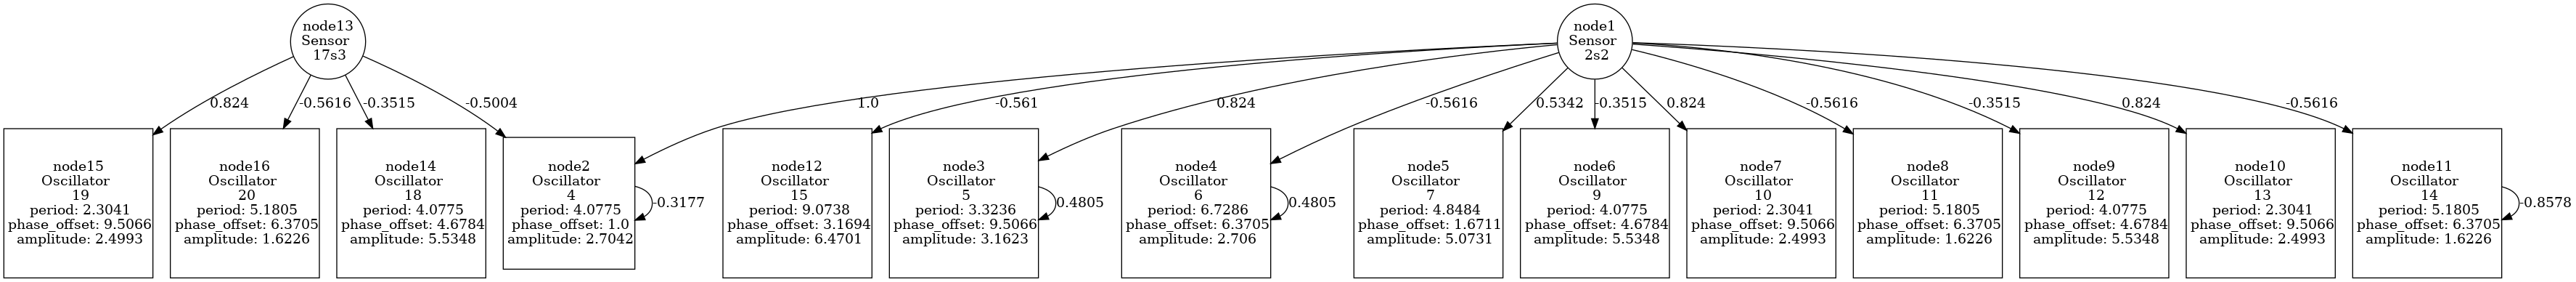 node13
Sensor
17s3
node1
Sensor
2s2
0.824
-0.5616
-0.3515
-0.5004
1.0
-0.561
0.824
-0.5616
0.5342
-0.3515
0.824
-0.5616
-0.3515
0.824
-0.5616
node15
Oscillator
19
period: 2.3041
phase_offset: 9.5066
amplitude: 2.4993
node16
Oscillator
20
period: 5.1805
phase_offset: 6.3705
amplitude: 1.6226
node14
Oscillator
18
period: 4.0775
phase_offset: 4.6784
amplitude: 5.5348
node2
Oscillator
4
period: 4.0775
phase_offset: 1.0
amplitude: 2.7042
-0.3177
node12
Oscillator
15
period: 9.0738
phase_offset: 3.1694
amplitude: 6.4701
node3
Oscillator
5
period: 3.3236
phase_offset: 9.5066
amplitude: 3.1623
0.4805
node4
Oscillator
6
period: 6.7286
phase_offset: 6.3705
amplitude: 2.706
0.4805
node5
Oscillator
7
period: 4.8484
phase_offset: 1.6711
amplitude: 5.0731
node6
Oscillator
9
period: 4.0775
phase_offset: 4.6784
amplitude: 5.5348
node7
Oscillator
10
period: 2.3041
phase_offset: 9.5066
amplitude: 2.4993
node8
Oscillator
11
period: 5.1805
phase_offset: 6.3705
amplitude: 1.6226
node9
Oscillator
12
period: 4.0775
phase_offset: 4.6784
amplitude: 5.5348
node10
Oscillator
13
period: 2.3041
phase_offset: 9.5066
amplitude: 2.4993
node11
Oscillator
14
period: 5.1805
phase_offset: 6.3705
amplitude: 1.6226
-0.8578